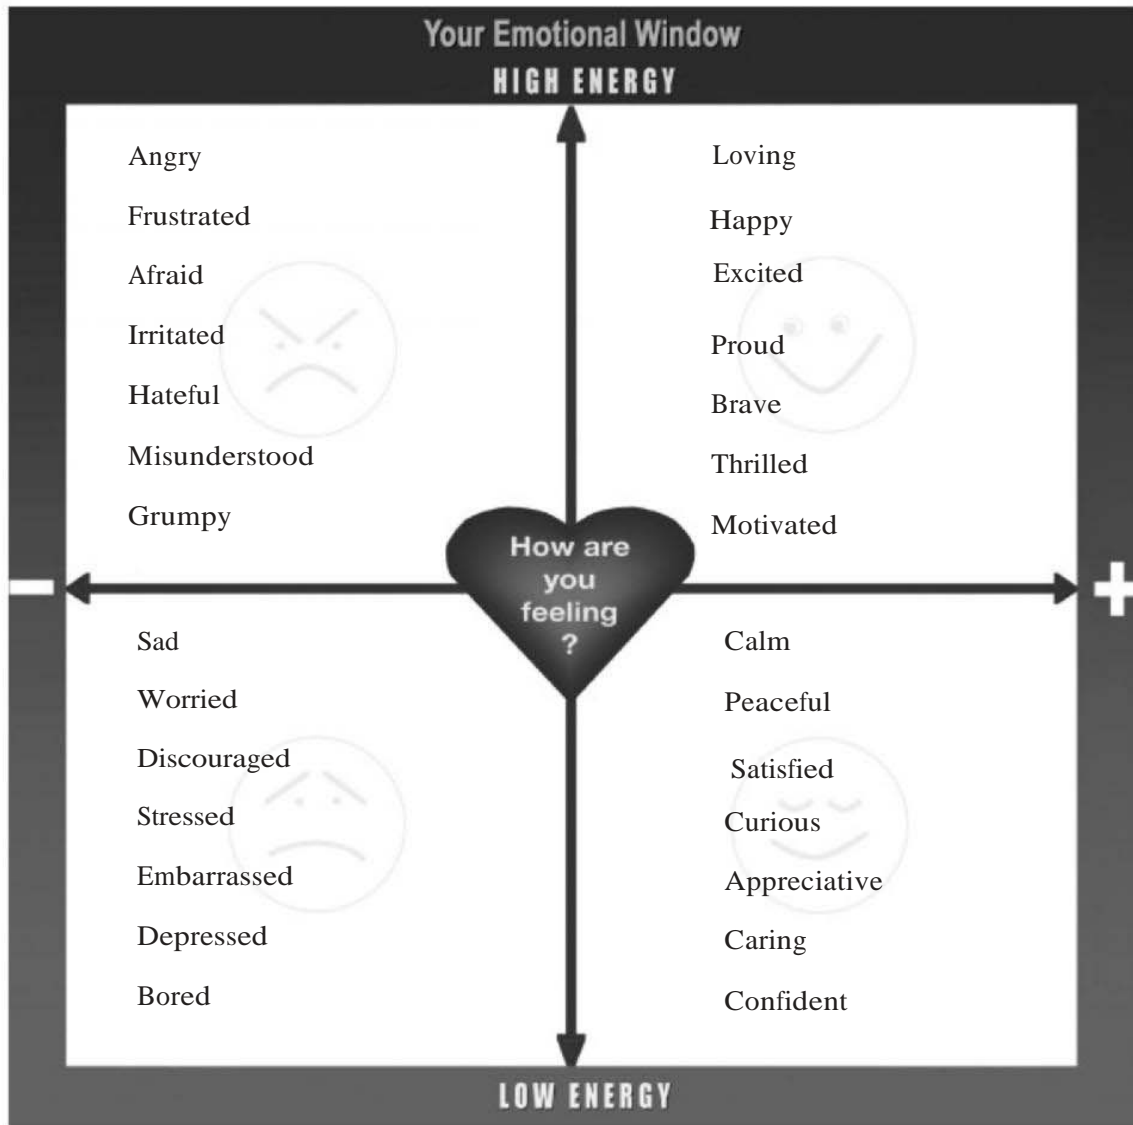 Your Emotional Window
HIGH ENERGY
Angry
Frustrated
Afraid
Irritated
Hateful
Misunderstood
Grumpy
Loving
Happy
Excited
Proud
Brave
Thrilled
Motivated
How are
you
feeling
?
−
+
Sad
Worried
Discouraged
Stressed
Embarrassed
Depressed
Bored
Calm
Peaceful
Satisfied
Curious
Appreciative
Caring
Confident
LOW ENERGY